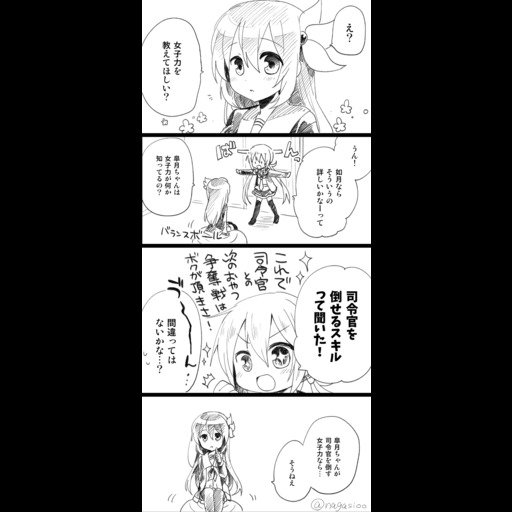 え?
女子力を
教えてほしい?
うん!
如月なら
そういうの
詳しいかなーって
ばーーんっ
皐月ちゃんは
女子力が何か
知ってるの?
バランスボール
司令官を
倒せるスキル
って聞いた!
これで
司令官
との
次のおやつ
争奪戦は
ボクが頂きさ!
うーーーん…
間違っては
ないかな…?
皐月ちゃんが
司令官を倒す
女子力なら…
そうねぇ
@nagasioo